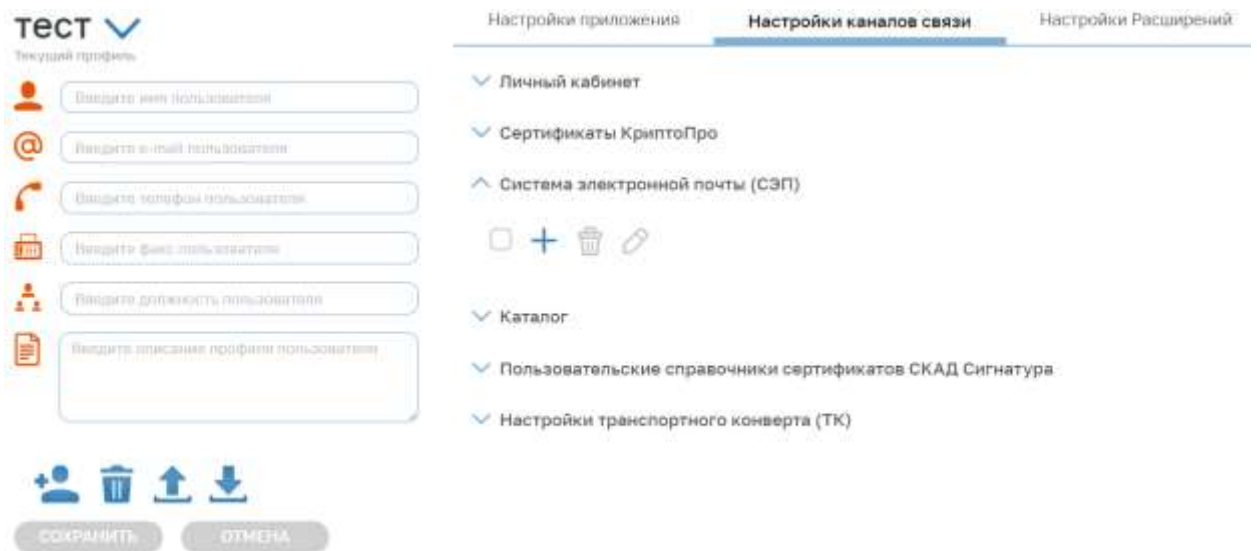 тест
Текущий профиль
Введите имя пользователя
Введите e-mail пользователя
Введите телефон пользователя
Введите факс пользователя
Введите должность пользователя
Введите описание профиля пользователя
СОХРАНИТЬ
ОТМЕНА
Настройки приложения
Настройки каналов связи
Настройки Расширений
Личный кабинет
Сертификаты КриптоПро
Система электронной почты (СЭП)
Каталог
Пользовательские справочники сертификатов СКАД Сигнатура
Настройки транспортного конверта (ТК)